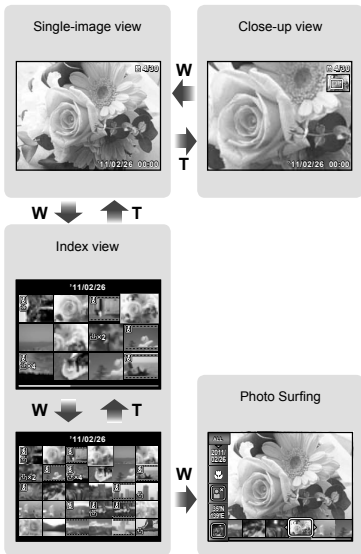 Single-image view
Close-up view
4/30
'11/02/26 00:00
W
T
4/30
'11/02/26 00:00
W
T
Index view
'11/02/26
×2
×4
W
T
'11/02/26
×2
×4
W
Photo Surfing
ALL
2011/
02/26